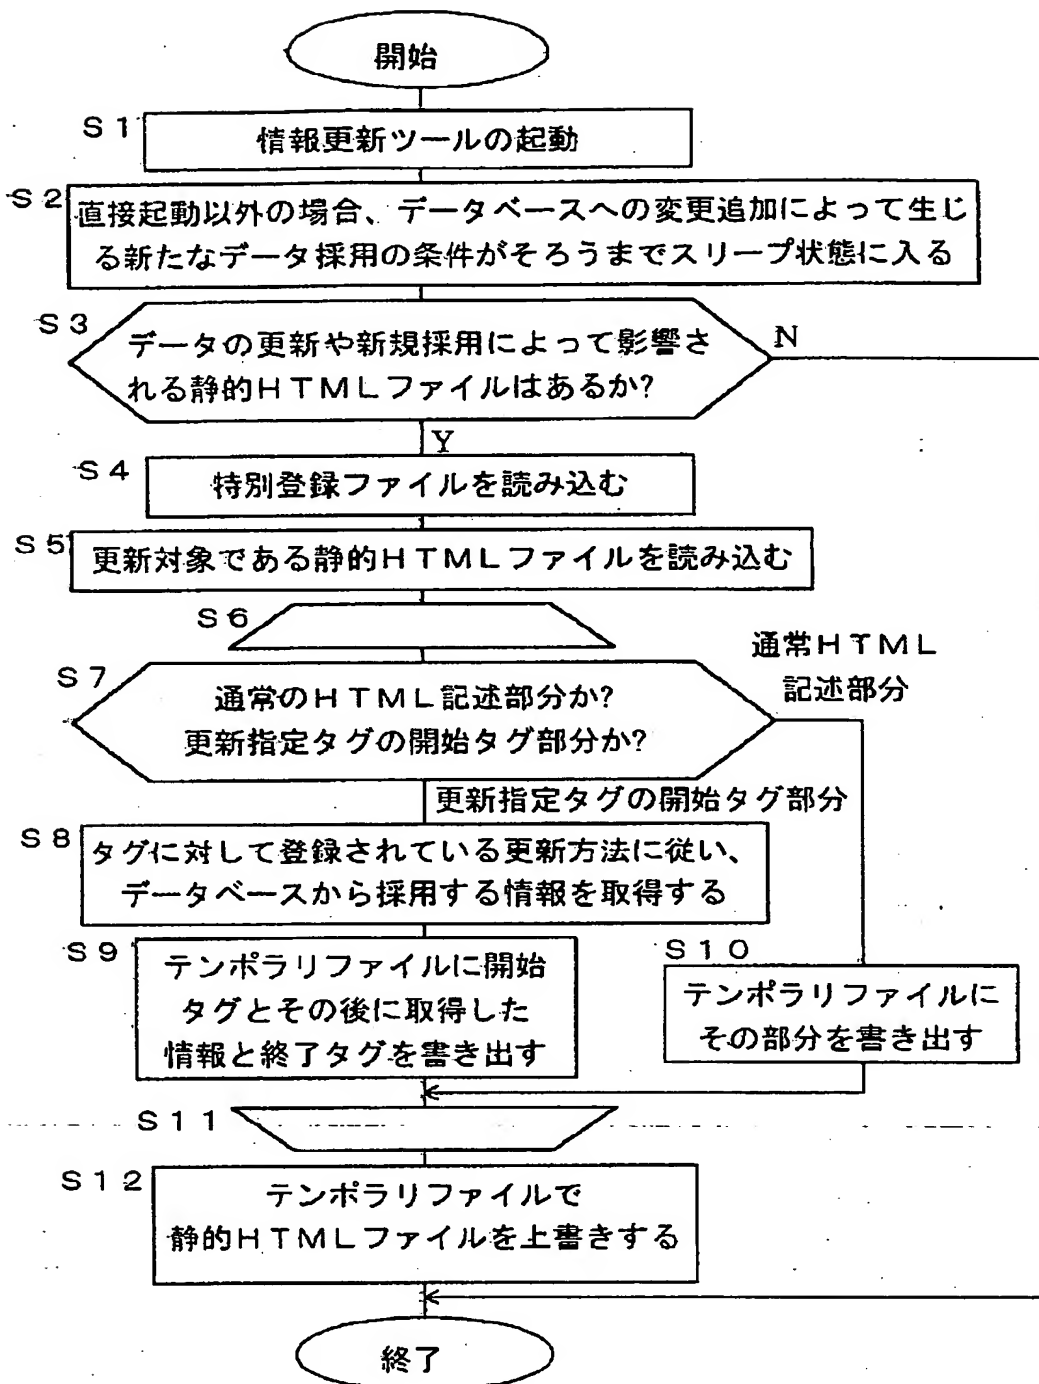 開始
S1
情報更新ツールの起動
S2
直接起動以外の場合、データベースへの変更追加によって生じ
る新たなデータ採用の条件がそろうまでスリープ状態に入る
S3
データの更新や新規採用によって影響さ
れる静的HTMLファイルはあるか?
N
Y
S4
特別登録ファイルを読み込む
S5
更新対象である静的HTMLファイルを読み込む
S6
S7
通常のHTML記述部分か?
更新指定タグの開始タグ部分か?
通常HTML
記述部分
更新指定タグの開始タグ部分
S8
タグに対して登録されている更新方法に従い、
データベースから採用する情報を取得する
S9
テンポラリファイルに開始
タグとその後に取得した
情報と終了タグを書き出す
S10
テンポラリファイルに
その部分を書き出す
S11
S12
テンポラリファイルで
静的HTMLファイルを上書きする
終了